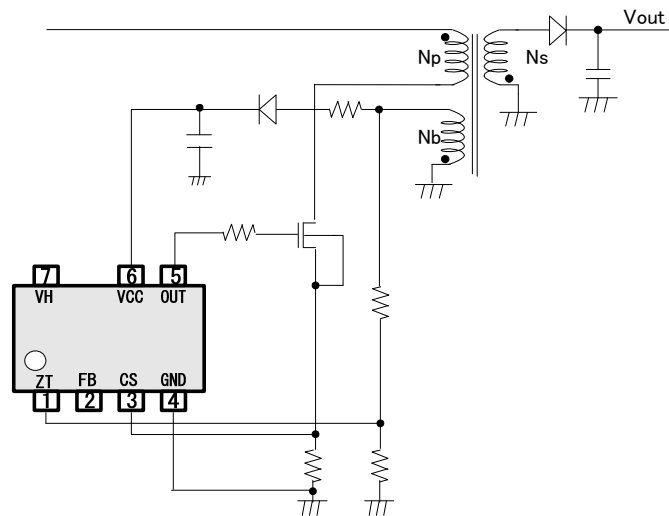 Vout
Np
Ns
Nb
7 6 5
VH VCC OUT
ZT FB CS GND
1 2 3 4